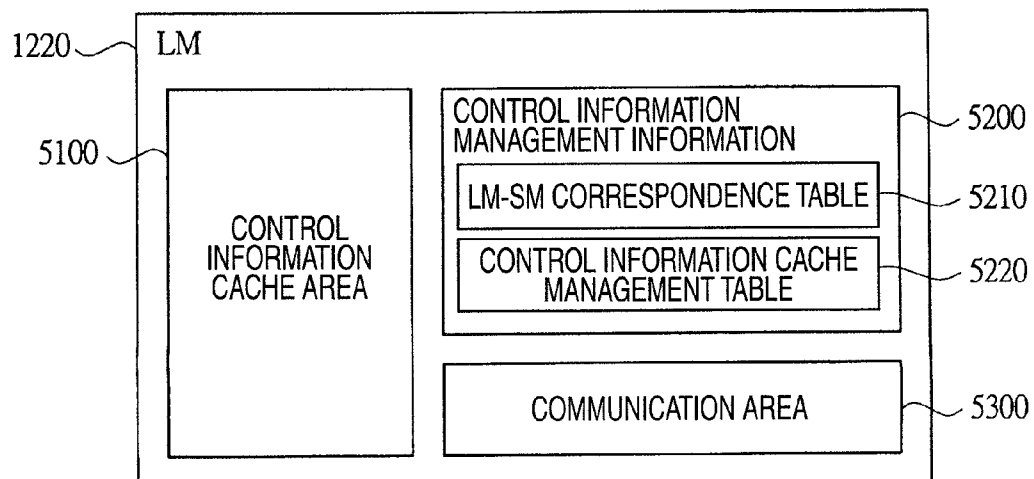 1220
LM
5100
CONTROL
INFORMATION
CACHE AREA
CONTROL INFORMATION
MANAGEMENT INFORMATION
5200
LM-SM CORRESPONDENCE TABLE
5210
CONTROL INFORMATION CACHE
MANAGEMENT TABLE
5220
COMMUNICATION AREA
5300